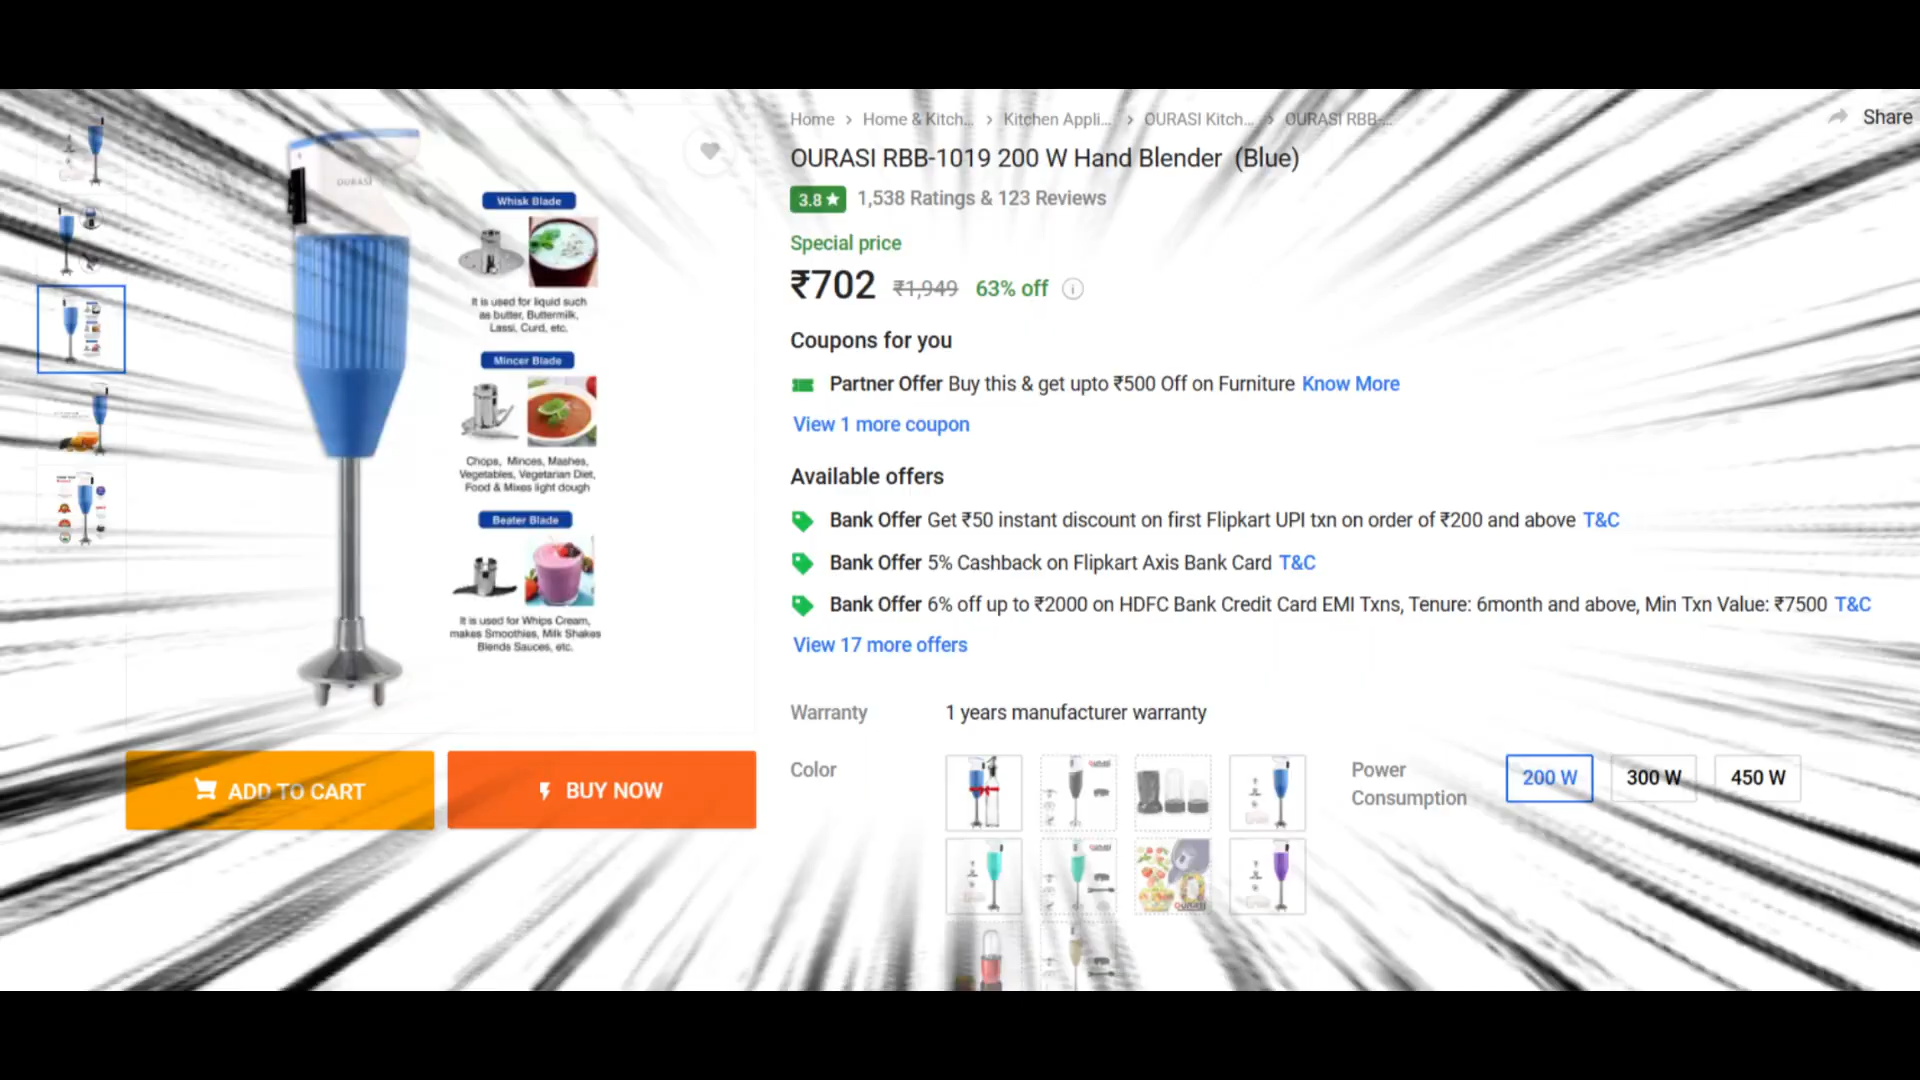 Home > Home & Kitch... > Kitchen Appli... > OURASI Kitch... > OURASI RBB-...
Share
OURASI RBB-1019 200 W Hand Blender (Blue)
3.8★ 1,538 Ratings & 123 Reviews
Special price
₹702 ₹1,949 63% off
Coupons for you
Partner Offer Buy this & get upto ₹500 Off on Furniture Know More
View 1 more coupon
Available offers
Bank Offer Get ₹50 instant discount on first Flipkart UPI txn on order of ₹200 and above T&C
Bank Offer 5% Cashback on Flipkart Axis Bank Card T&C
Bank Offer 6% off up to ₹2000 on HDFC Bank Credit Card EMI Txns, Tenure: 6month and above, Min Txn Value: ₹7500 T&C
View 17 more offers
Warranty 1 years manufacturer warranty
Color
Power
Consumption
200 W 300 W 450 W
OURASI
Whisk Blade
It is used for liquid such
as butter, Buttermilk,
Lassi, Curd, etc.
Mincer Blade
Chops, Minces, Mashes,
Vegetables, Vegetarian Diet,
Food & Mixes light dough
Beater Blade
It is used for Whips Cream,
makes Smoothies, Milk Shakes
Blends Sauces, etc.
ADD TO CART
BUY NOW